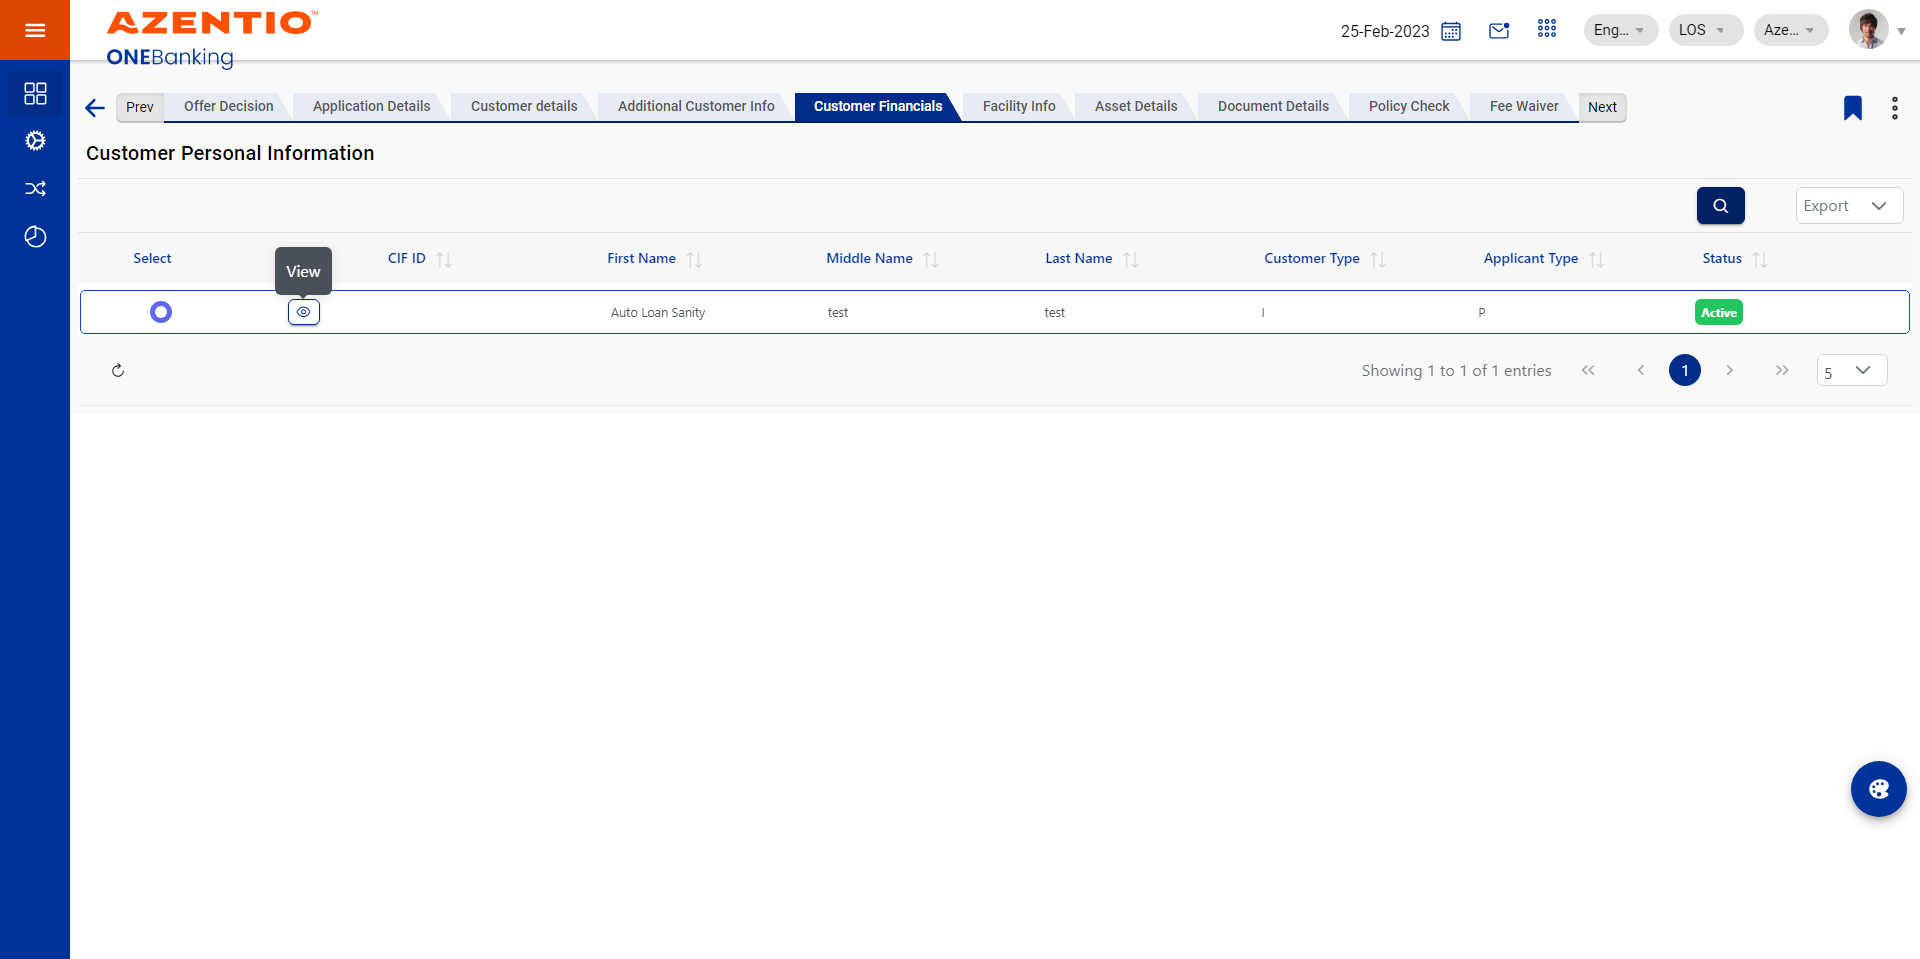 AZENTIO™
ONEBanking
25-Feb-2023
Eng...
LOS
Aze...
Prev
Offer Decision
Application Details
Customer details
Additional Customer Info
Customer Financials
Facility Info
Asset Details
Document Details
Policy Check
Fee Waiver
Next
Customer Personal Information
Export
Select
View
CIF ID
First Name
Middle Name
Last Name
Customer Type
Applicant Type
Status
Auto Loan Sanity
test
test
I
P
Active
Showing 1 to 1 of 1 entries
1
5